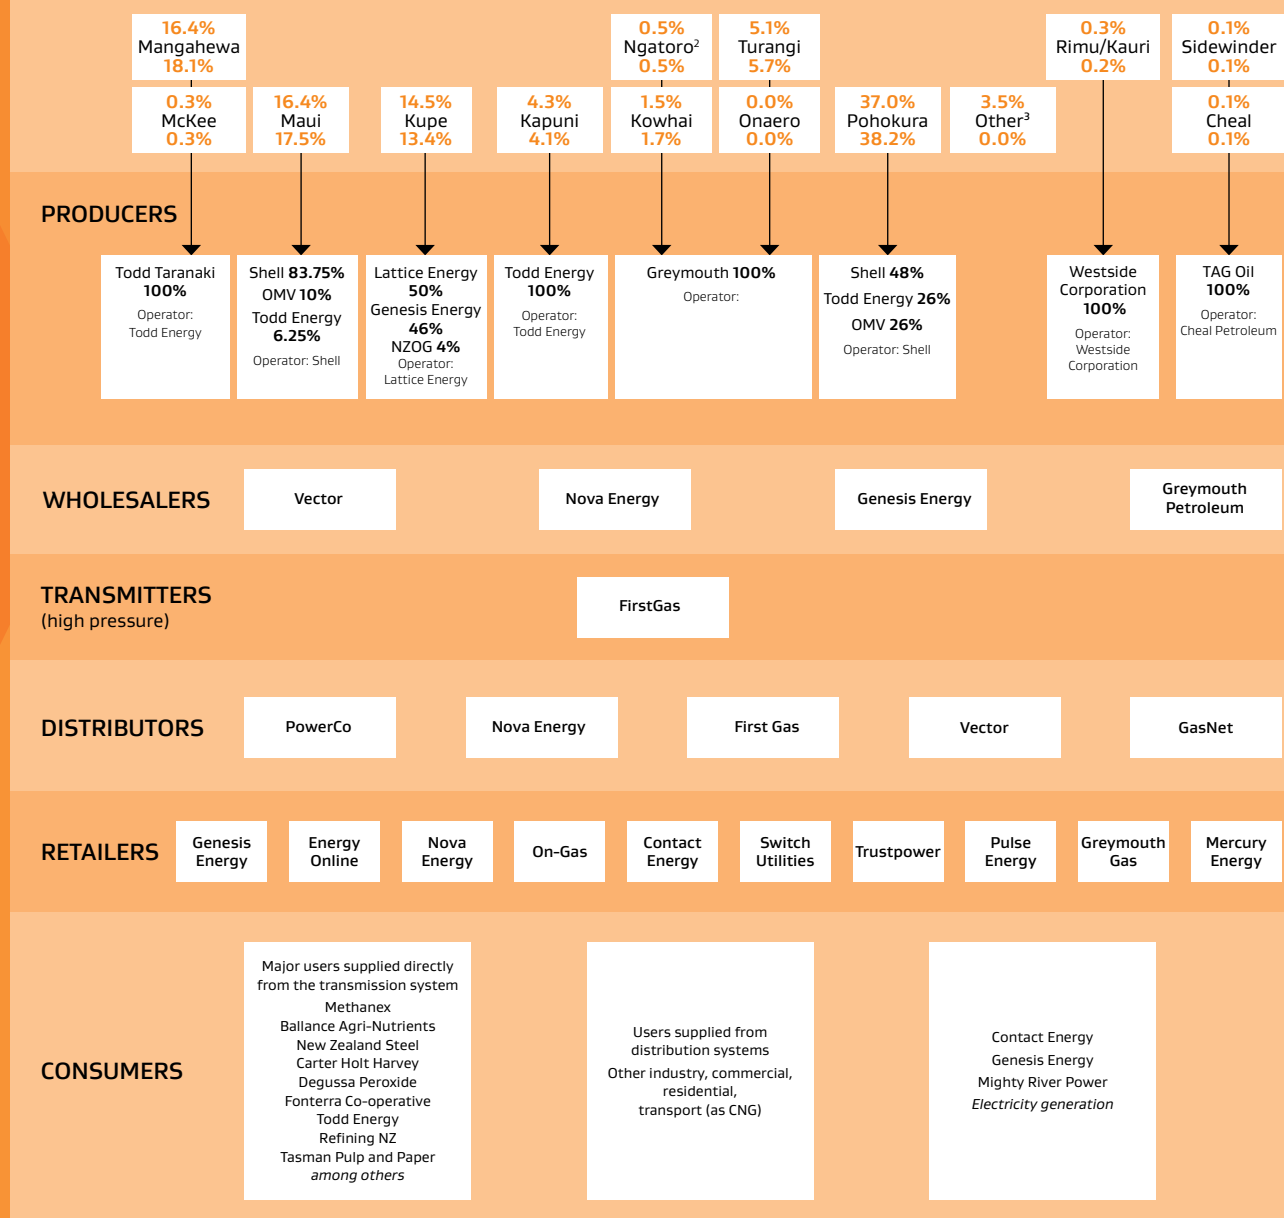 16.4%
Mangahewa
18.1%
0.5%
Ngatoro²
0.5%
5.1%
Turangi
5.7%
0.3%
Rimu/Kauri
0.2%
0.1%
Sidewinder
0.1%
0.3%
McKee
0.3%
16.4%
Maui
17.5%
14.5%
Kupe
13.4%
4.3%
Kapuni
4.1%
1.5%
Kowhai
1.7%
0.0%
Onaero
0.0%
37.0%
Pohokura
38.2%
3.5%
Other³
0.0%
0.1%
Cheal
0.1%
PRODUCERS
Todd Taranaki
100%
Operator:
Todd Energy
Shell 83.75%
OMV 10%
Todd Energy
6.25%
Operator: Shell
Lattice Energy
50%
Genesis Energy
46%
NZOG 4%
Operator:
Lattice Energy
Todd Energy
100%
Operator:
Todd Energy
Greymouth 100%
Operator:
Shell 48%
Todd Energy 26%
OMV 26%
Operator: Shell
Westside
Corporation
100%
Operator:
Westside
Corporation
TAG Oil
100%
Operator:
Cheal Petroleum
WHOLESALERS
Vector
Nova Energy
Genesis Energy
Greymouth
Petroleum
TRANSMITTERS
(high pressure)
FirstGas
DISTRIBUTORS
PowerCo
Nova Energy
First Gas
Vector
GasNet
RETAILERS
Genesis
Energy
Energy
Online
Nova
Energy
On-Gas
Contact
Energy
Switch
Utilities
Trustpower
Pulse
Energy
Greymouth
Gas
Mercury
Energy
CONSUMERS
Major users supplied directly
from the transmission system
Methanex
Ballance Agri-Nutrients
New Zealand Steel
Carter Holt Harvey
Degussa Peroxide
Fonterra Co-operative
Todd Energy
Refining NZ
Tasman Pulp and Paper
among others
Users supplied from
distribution systems
Other industry, commercial,
residential,
transport (as CNG)
Contact Energy
Genesis Energy
Mighty River Power
Electricity generation